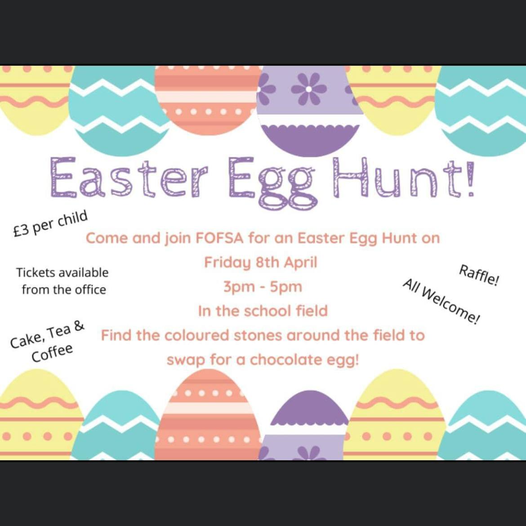 Easter Egg Hunt!
£3 per child
Come and join FOFSA for an Easter Egg Hunt on
Friday 8th April
3pm - 5pm
In the school field
Find the coloured stones around the field to
swap for a chocolate egg!
Tickets available
from the office
Cake, Tea &
Coffee
Raffle!
All Welcome!